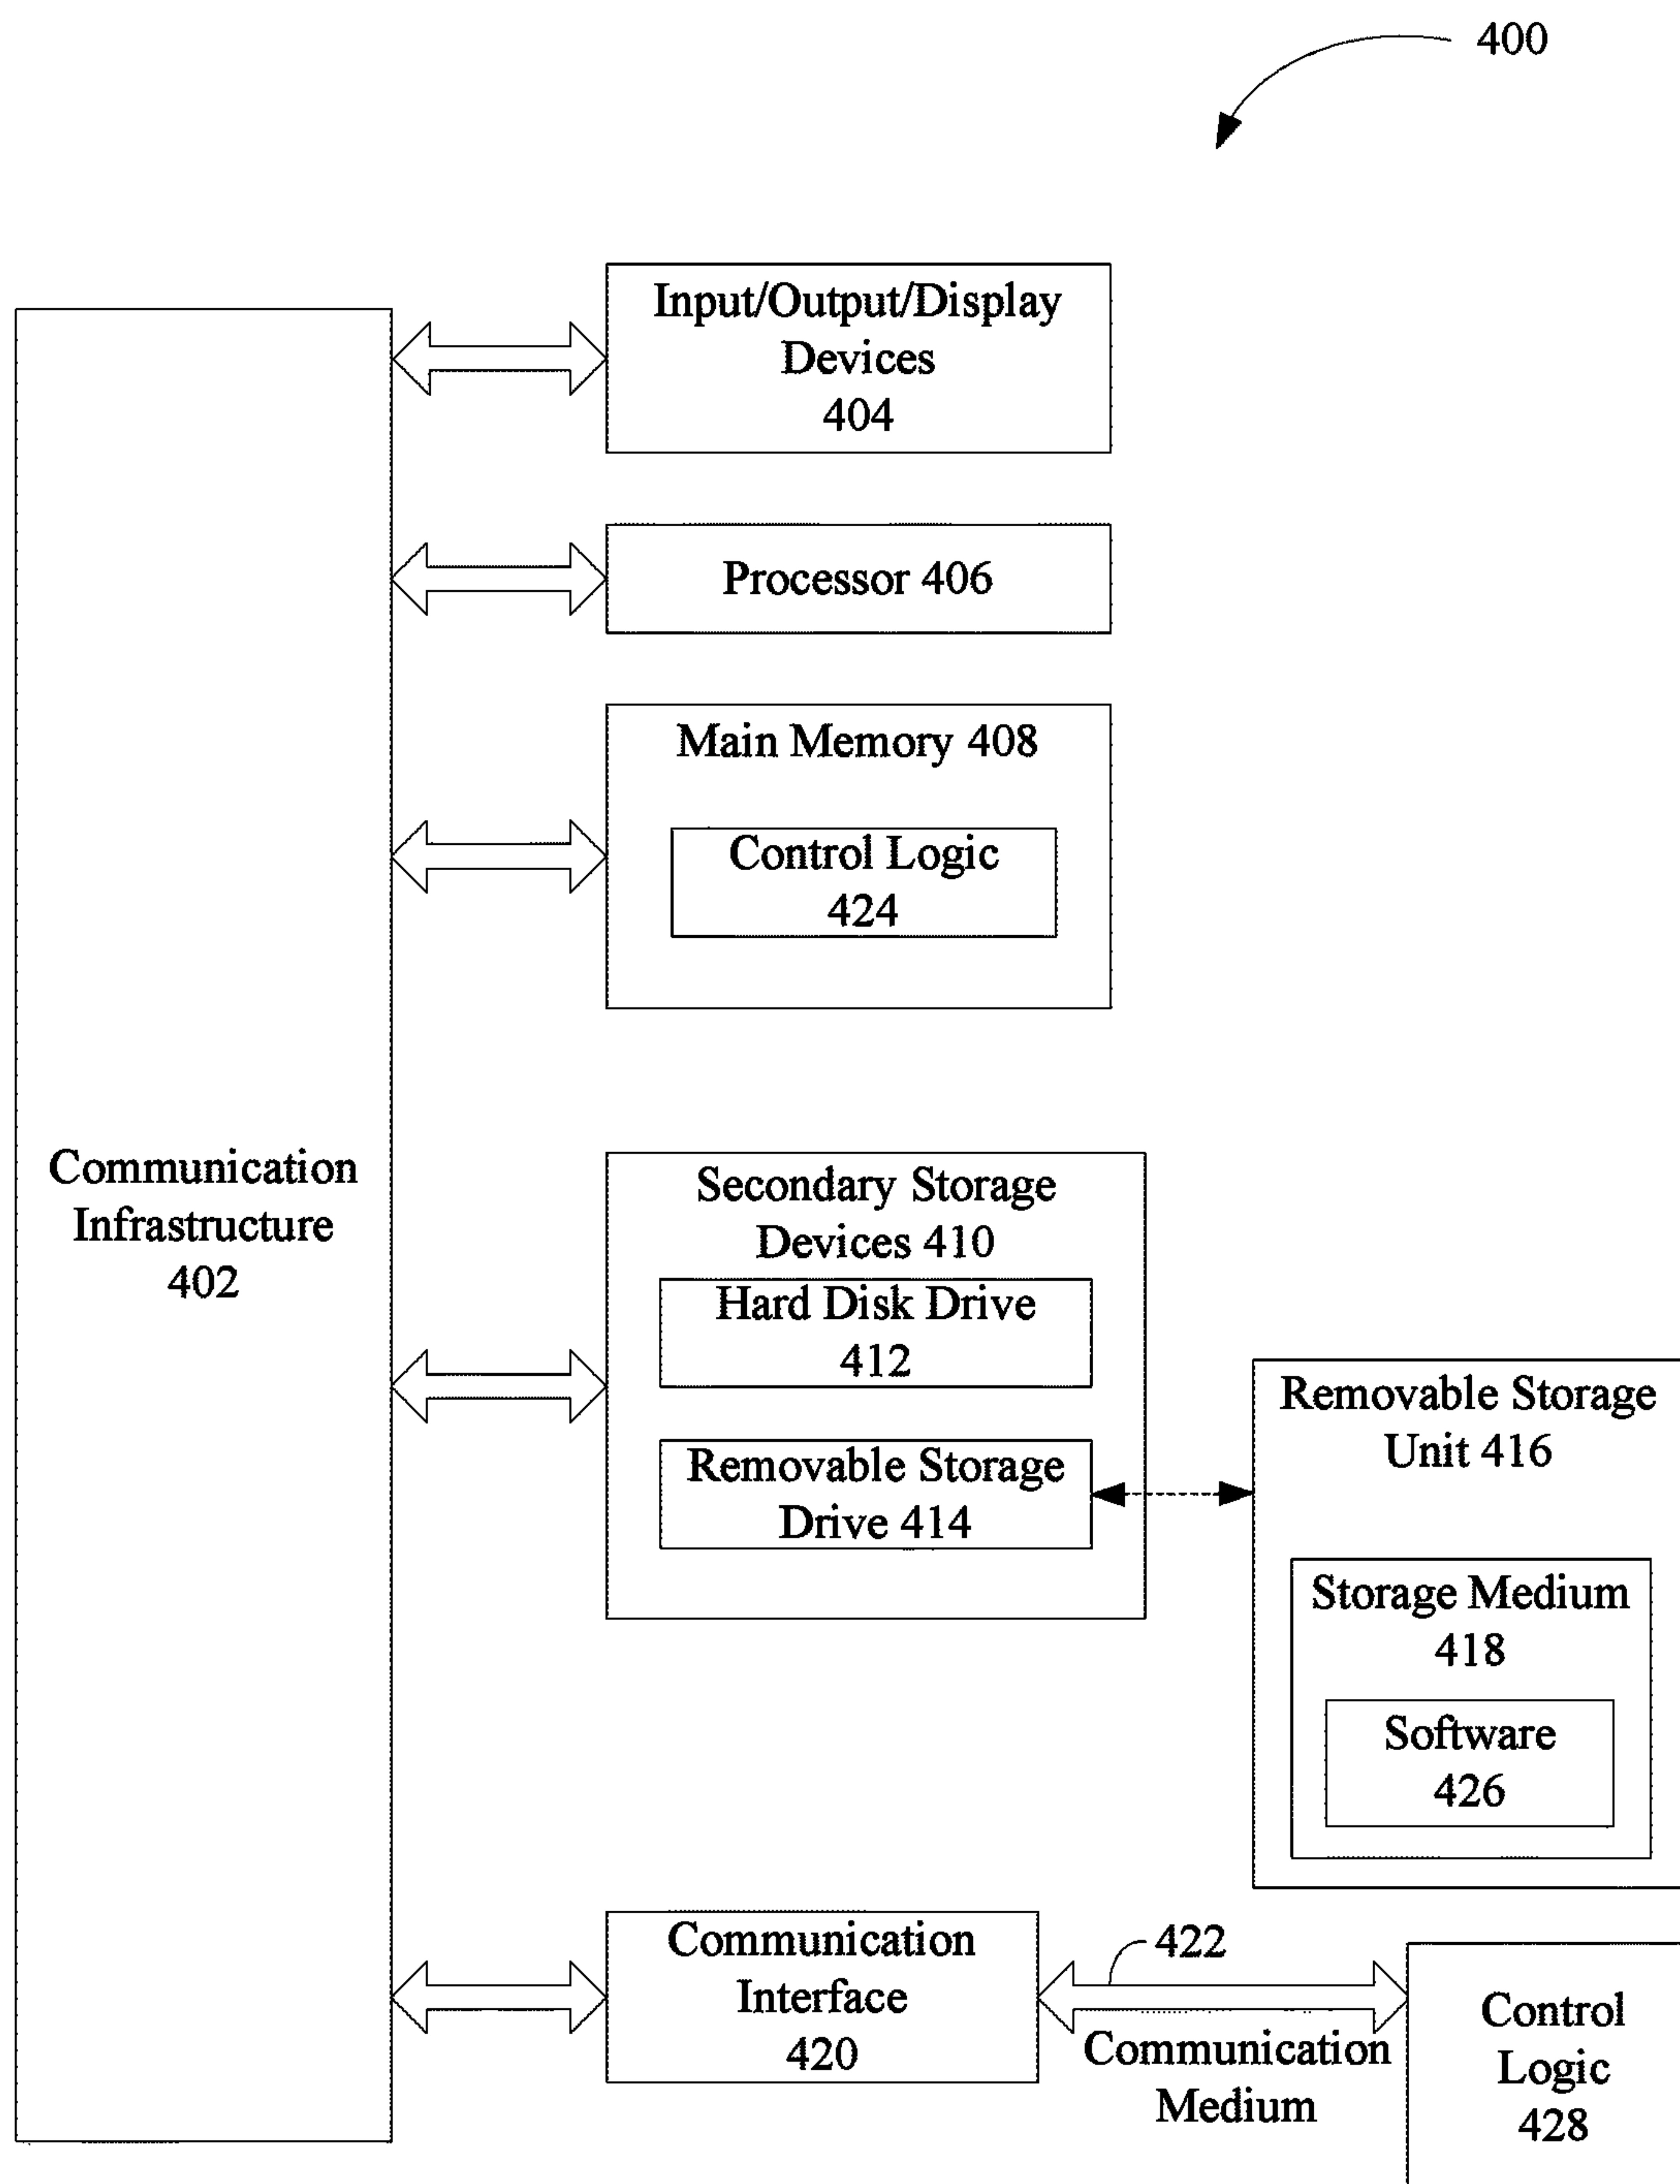 400
Input/Output/Display
Devices
404
Processor 406
Main Memory 408
Control Logic
424
Communication
Infrastructure
402
Secondary Storage
Devices 410
Hard Disk Drive
412
Removable Storage
Drive 414
Removable Storage
Unit 416
Storage Medium
418
Software
426
Communication
Interface
420
422
Communication
Medium
Control
Logic
428